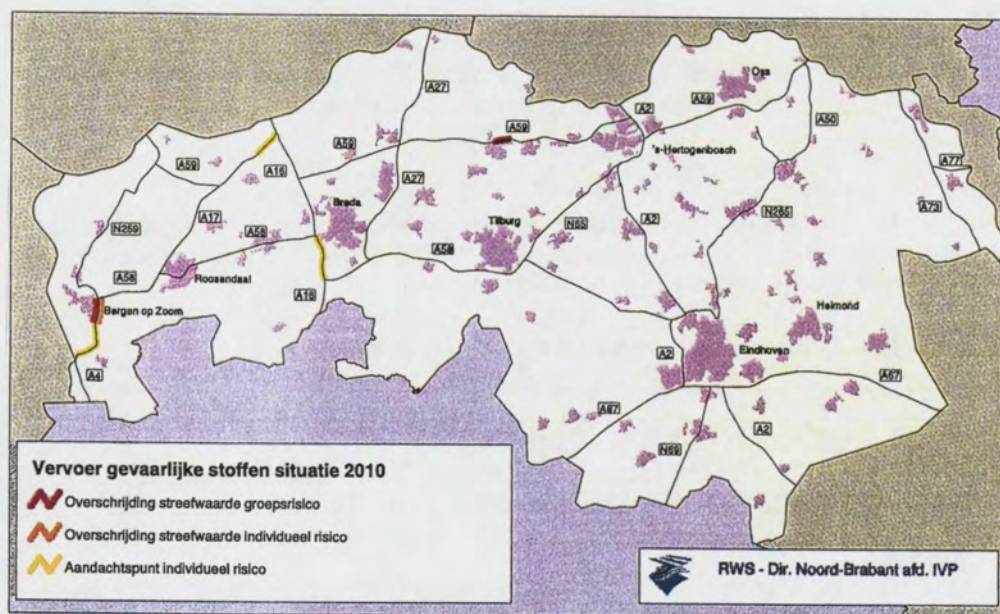 A27
Oss
A2
A59
A59
A59
A50
A59
A16
's-Hertogenbosch
A77
A27
Breda
A17
A73
N259
A58
Tilburg
N65
A2
N265
A58
A58
Roosendaal
A16
Bergen op Zoom
Helmond
A2
Eindhoven
A4
A67
A67
A2
N69
Vervoer gevaarlijke stoffen situatie 2010
Overschrijding streefwaarde groepsrisico
Overschrijding streefwaarde individueel risico
Aandachtspunt individueel risico
RWS - Dir. Noord-Brabant afd. IVP